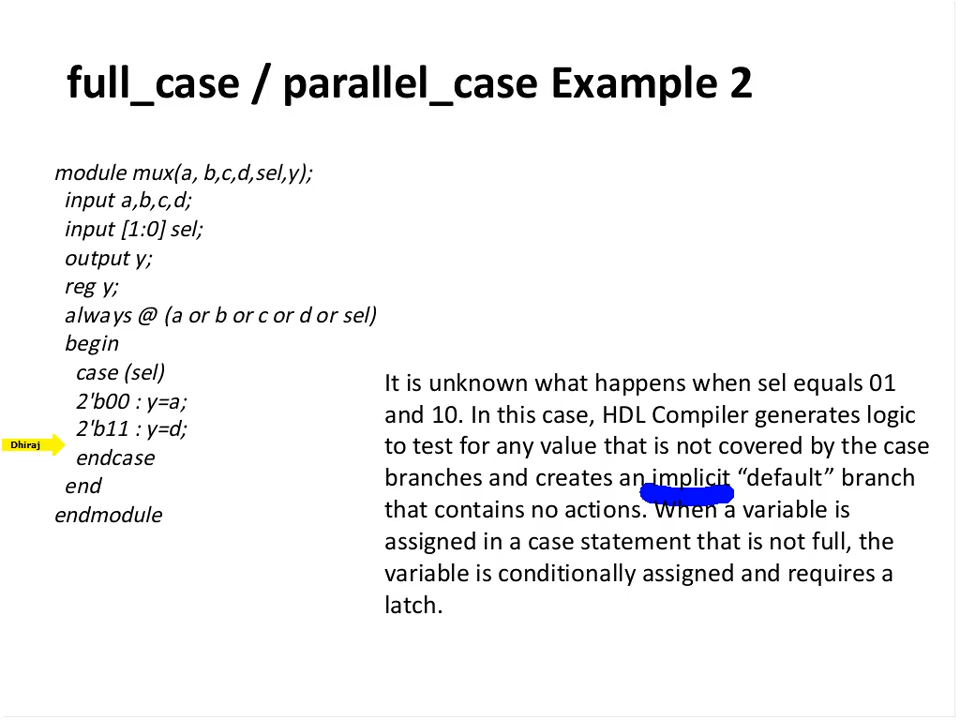 full_case / parallel_case Example 2
module mux(a, b,c,d,sel,y);
input a,b,c,d;
input [1:0] sel;
output y;
reg y;
always @ (a or b or c or d or sel)
begin
case (sel)
2'b00 : y=a;
2'b11 : y=d;
endcase
end
endmodule
Dhiraj
It is unknown what happens when sel equals 01
and 10. In this case, HDL Compiler generates logic
to test for any value that is not covered by the case
branches and creates an implicit “default” branch
that contains no actions. When a variable is
assigned in a case statement that is not full, the
variable is conditionally assigned and requires a
latch.